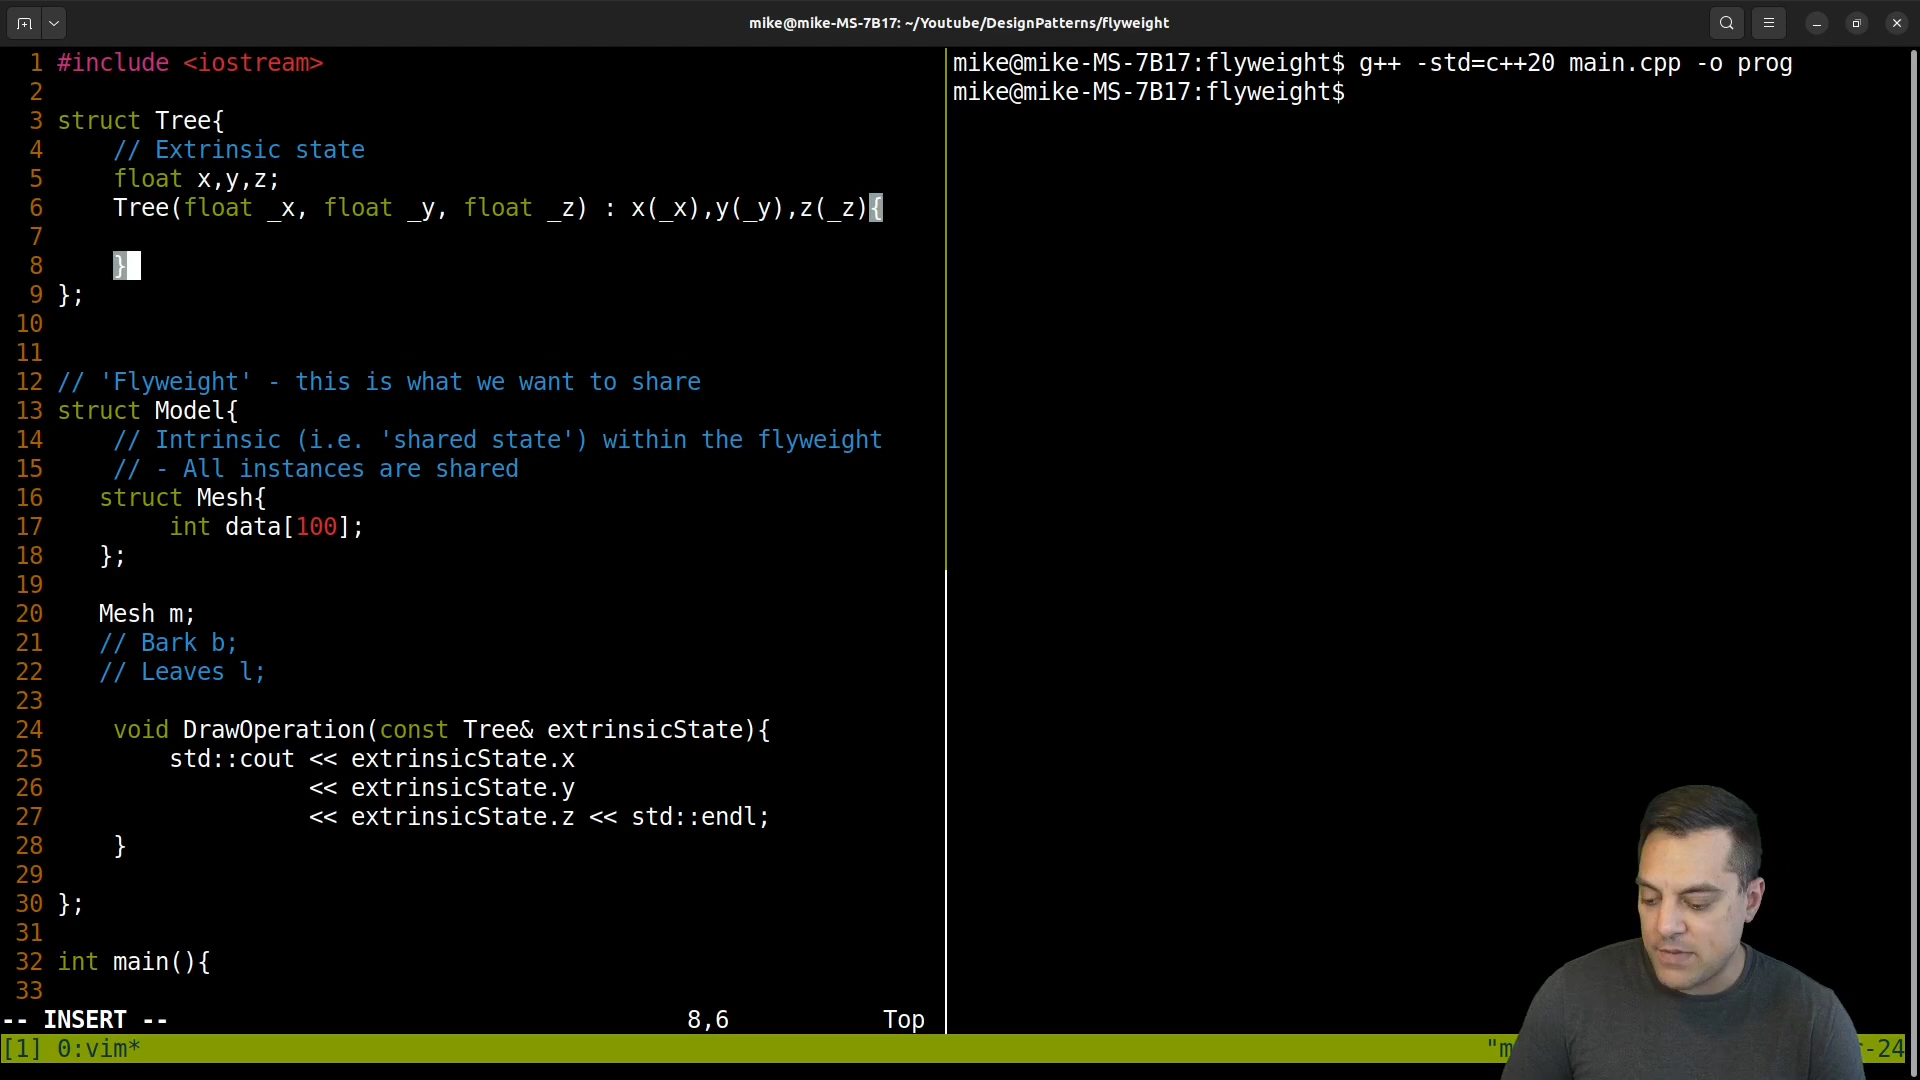 mike@mike-MS-7B17: ~/Youtube/DesignPatterns/flyweight
1 #include <iostream>
2
3 struct Tree{
4     // Extrinsic state
5     float x,y,z;
6     Tree(float _x, float _y, float _z) : x(_x),y(_y),z(_z){
7
8     }
9 };
10
11
12 // 'Flyweight' - this is what we want to share
13 struct Model{
14     // Intrinsic (i.e. 'shared state') within the flyweight
15     // - All instances are shared
16    struct Mesh{
17         int data[100];
18    };
19
20    Mesh m;
21    // Bark b;
22    // Leaves l;
23
24     void DrawOperation(const Tree& extrinsicState){
25         std::cout << extrinsicState.x
26                   << extrinsicState.y
27                   << extrinsicState.z << std::endl;
28     }
29
30 };
31
32 int main(){
33
-- INSERT -- 8,6 Top
mike@mike-MS-7B17:flyweight$ g++ -std=c++20 main.cpp -o prog
mike@mike-MS-7B17:flyweight$
[1] 0:vim* -24